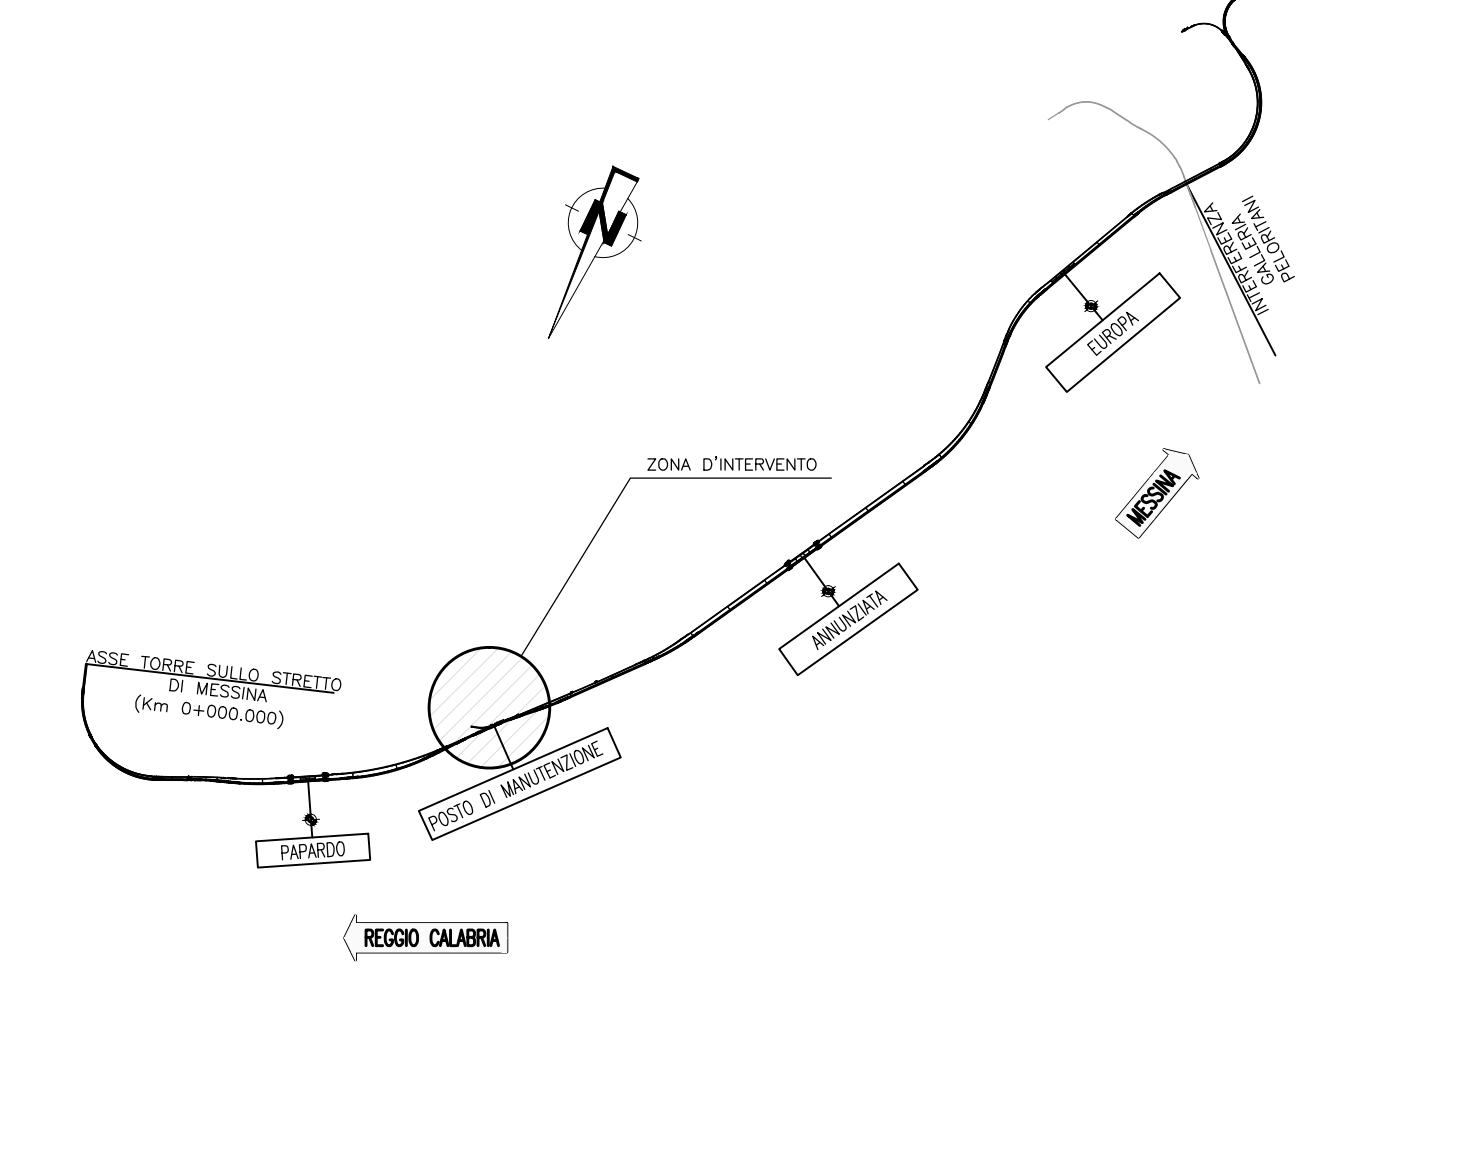 N
INTERFERENZA
GALLERIA
PELORITANI
EUROPA
ZONA D'INTERVENTO
MESSINA
ANNUNZIATA
ASSE TORRE SULLO STRETTO
DI MESSINA
(Km 0+000.000)
POSTO DI MANUTENZIONE
PAPARDO
REGGIO CALABRIA